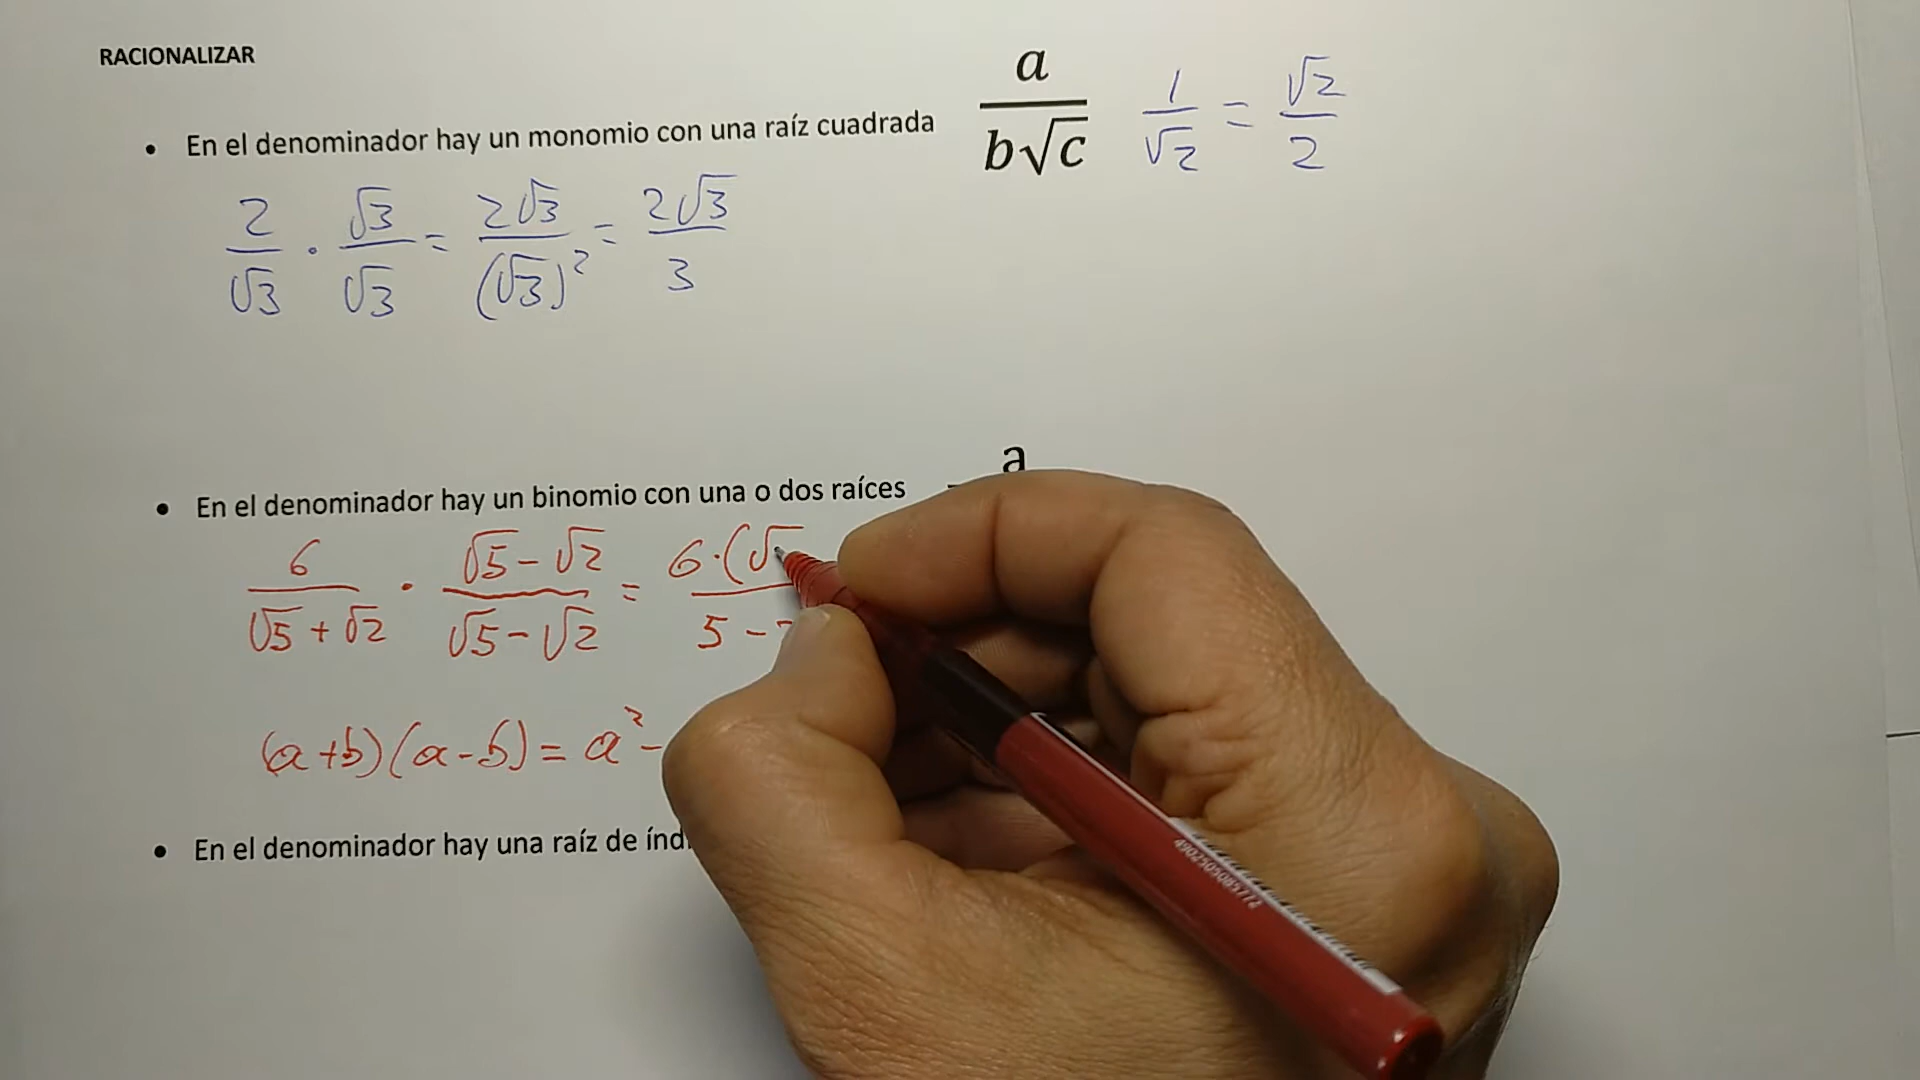 RACIONALIZAR
• En el denominador hay un monomio con una raíz cuadrada a/(b√c) 1/√2 = √2/2
2/√3 · √3/√3 = 2√3/(√3)² = 2√3/3
• En el denominador hay un binomio con una o dos raíces a
6/(√5+√2) · (√5-√2)/(√5-√2) = 6·(√ / 5-
(a+b)(a-b) = a² -
• En el denominador hay una raíz de
4902505085772